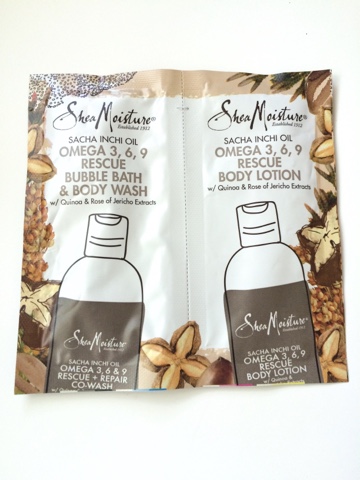 SheaMoisture®
Established 1912
SACHA INCHI OIL
OMEGA 3, 6, 9
RESCUE
BUBBLE BATH
& BODY WASH
w/ Quinoa & Rose of Jericho Extracts
SheaMoisture®
SACHA INCHI OIL
OMEGA 3, 6 & 9
RESCUE + REPAIR
CO-WASH
SheaMoisture®
Established 1912
SACHA INCHI OIL
OMEGA 3, 6, 9
RESCUE
BODY LOTION
w/ Quinoa & Rose of Jericho Extracts
SheaMoisture®
SACHA INCHI OIL
OMEGA 3, 6, 9
RESCUE
BODY LOTION
w/ Quinoa &